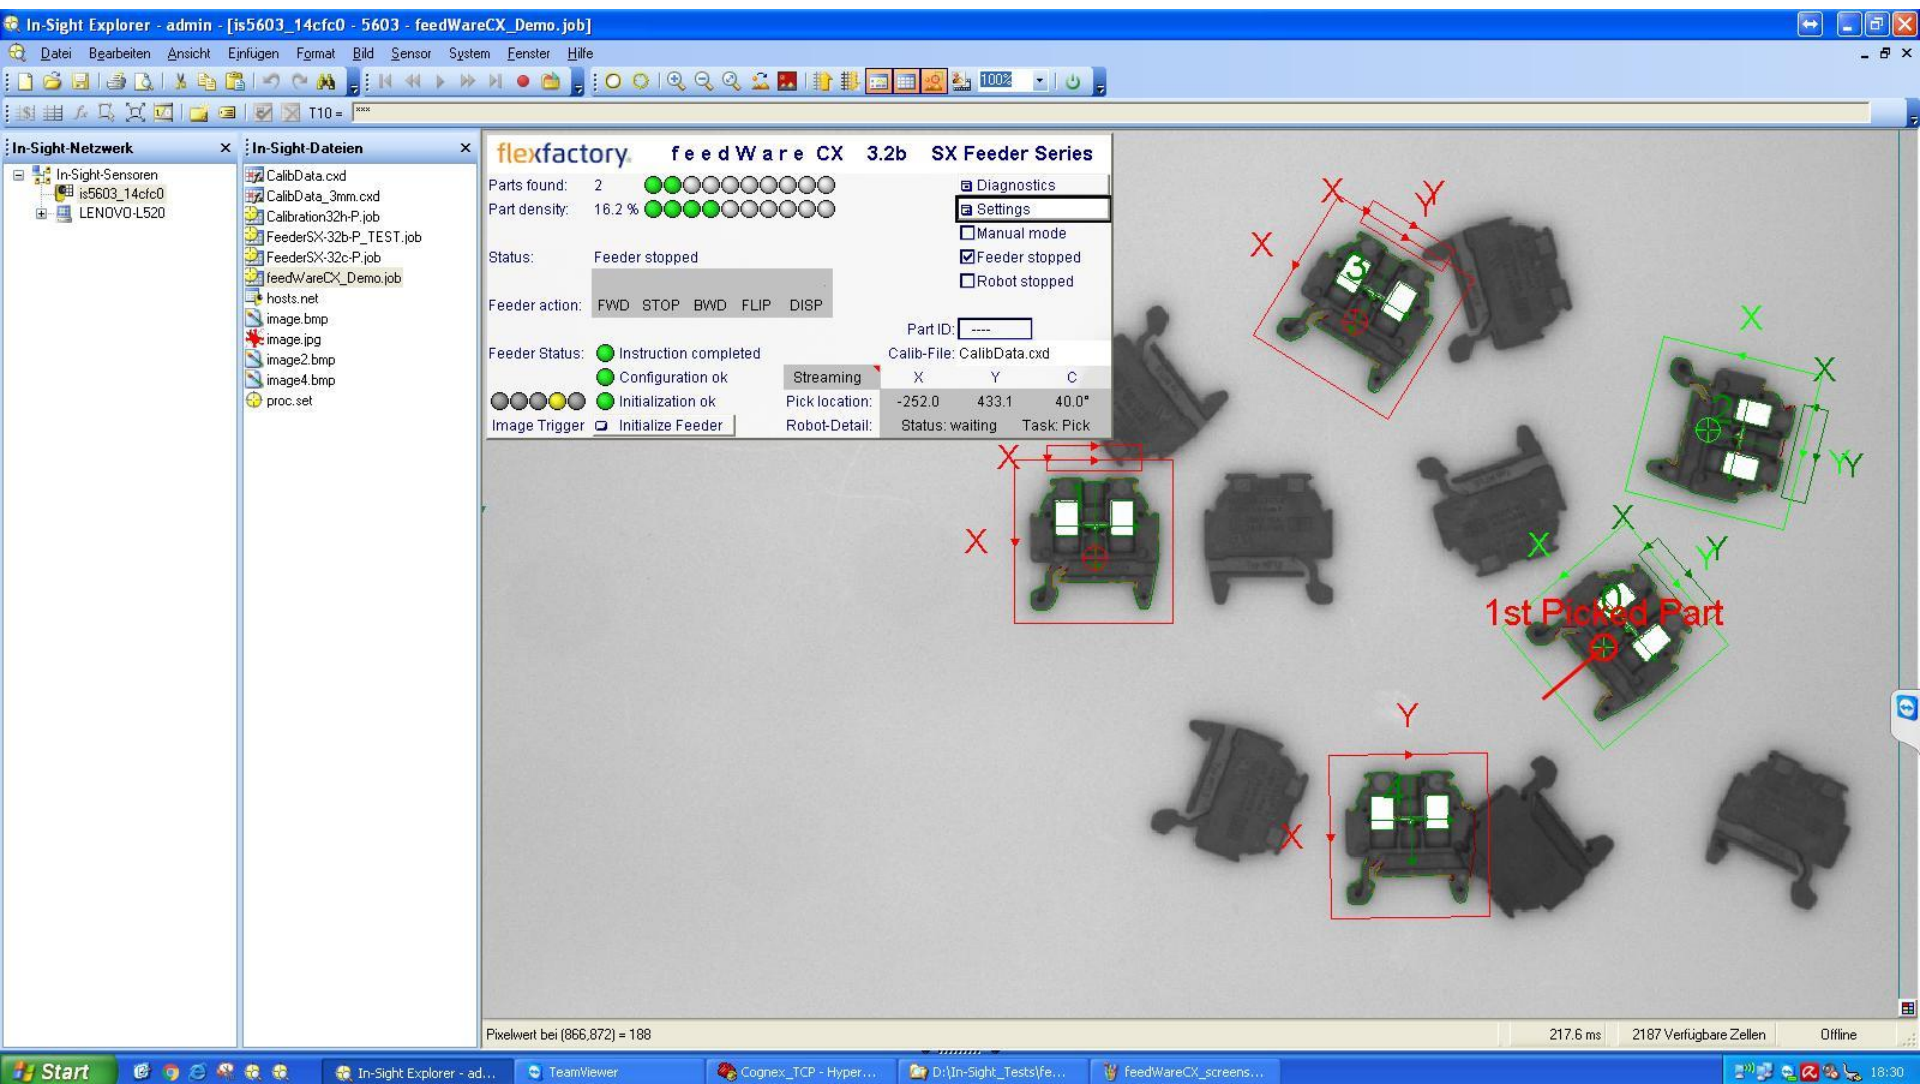 In-Sight Explorer - admin - [is5603_14cfc0 - 5603 - feedWareCX_Demo.job]
Datei Bearbeiten Ansicht Einfügen Format Bild Sensor System Fenster Hilfe
100%
T10 = ***
In-Sight-Netzwerk
In-Sight-Sensoren
is5603_14cfc0
LENOVO-L520
In-Sight-Dateien
CalibData.cxd
CalibData_3mm.cxd
Calibration32h-P.job
FeederSX-32b-P_TEST.job
FeederSX-32c-P.job
feedWareCX_Demo.job
hosts.net
image.bmp
image.jpg
image2.bmp
image4.bmp
proc.set
flexfactory. feedWare CX 3.2b SX Feeder Series
Parts found: 2 Diagnostics
Part density: 16.2 % Settings
Manual mode
Status: Feeder stopped Feeder stopped
Robot stopped
Feeder action: FWD STOP BWD FLIP DISP
Part ID: ----
Feeder Status: Instruction completed Calib-File: CalibData.cxd
Configuration ok Streaming X Y C
Initialization ok Pick location: -252.0 433.1 40.0°
Image Trigger Initialize Feeder Robot-Detail: Status: waiting Task: Pick
X Y Y
X
3
X
X
2
Y Y
X
X
1
X
X
Y Y
0
1st Picked Part
Y
4
X
Pixelwert bei (866,872) = 188 217.6 ms 2187 Verfügbare Zellen Offline
Start In-Sight Explorer - ad... TeamViewer Cognex_TCP - Hyper... D:\In-Sight_Tests\fe... feedWareCX_screens... 18:30